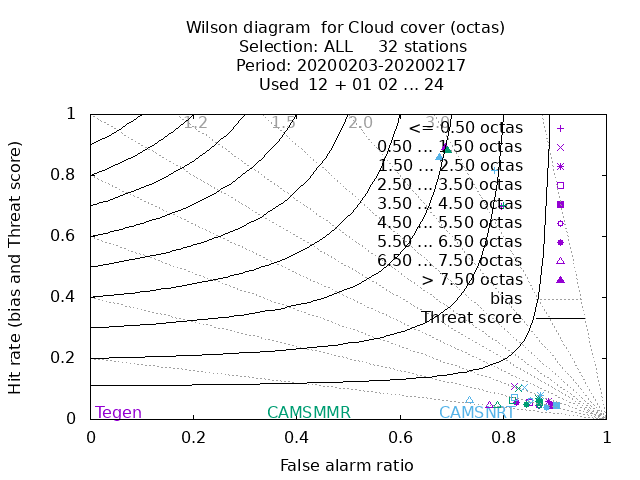 Wilson diagram  for Cloud cover (octas)
Selection: ALL     32 stations
Period: 20200203-20200217
Used  12 + 01 02 ... 24
1.2 1.5 2.0 3.0
<= 0.50 octas
0.50 ... 1.50 octas
1.50 ... 2.50 octas
2.50 ... 3.50 octas
3.50 ... 4.50 octas
4.50 ... 5.50 octas
5.50 ... 6.50 octas
6.50 ... 7.50 octas
> 7.50 octas
bias
Threat score
Hit rate (bias and Threat score)
1
0.8
0.6
0.4
0.2
0
Tegen CAMSMMR CAMSNRT
0 0.2 0.4 0.6 0.8 1
False alarm ratio